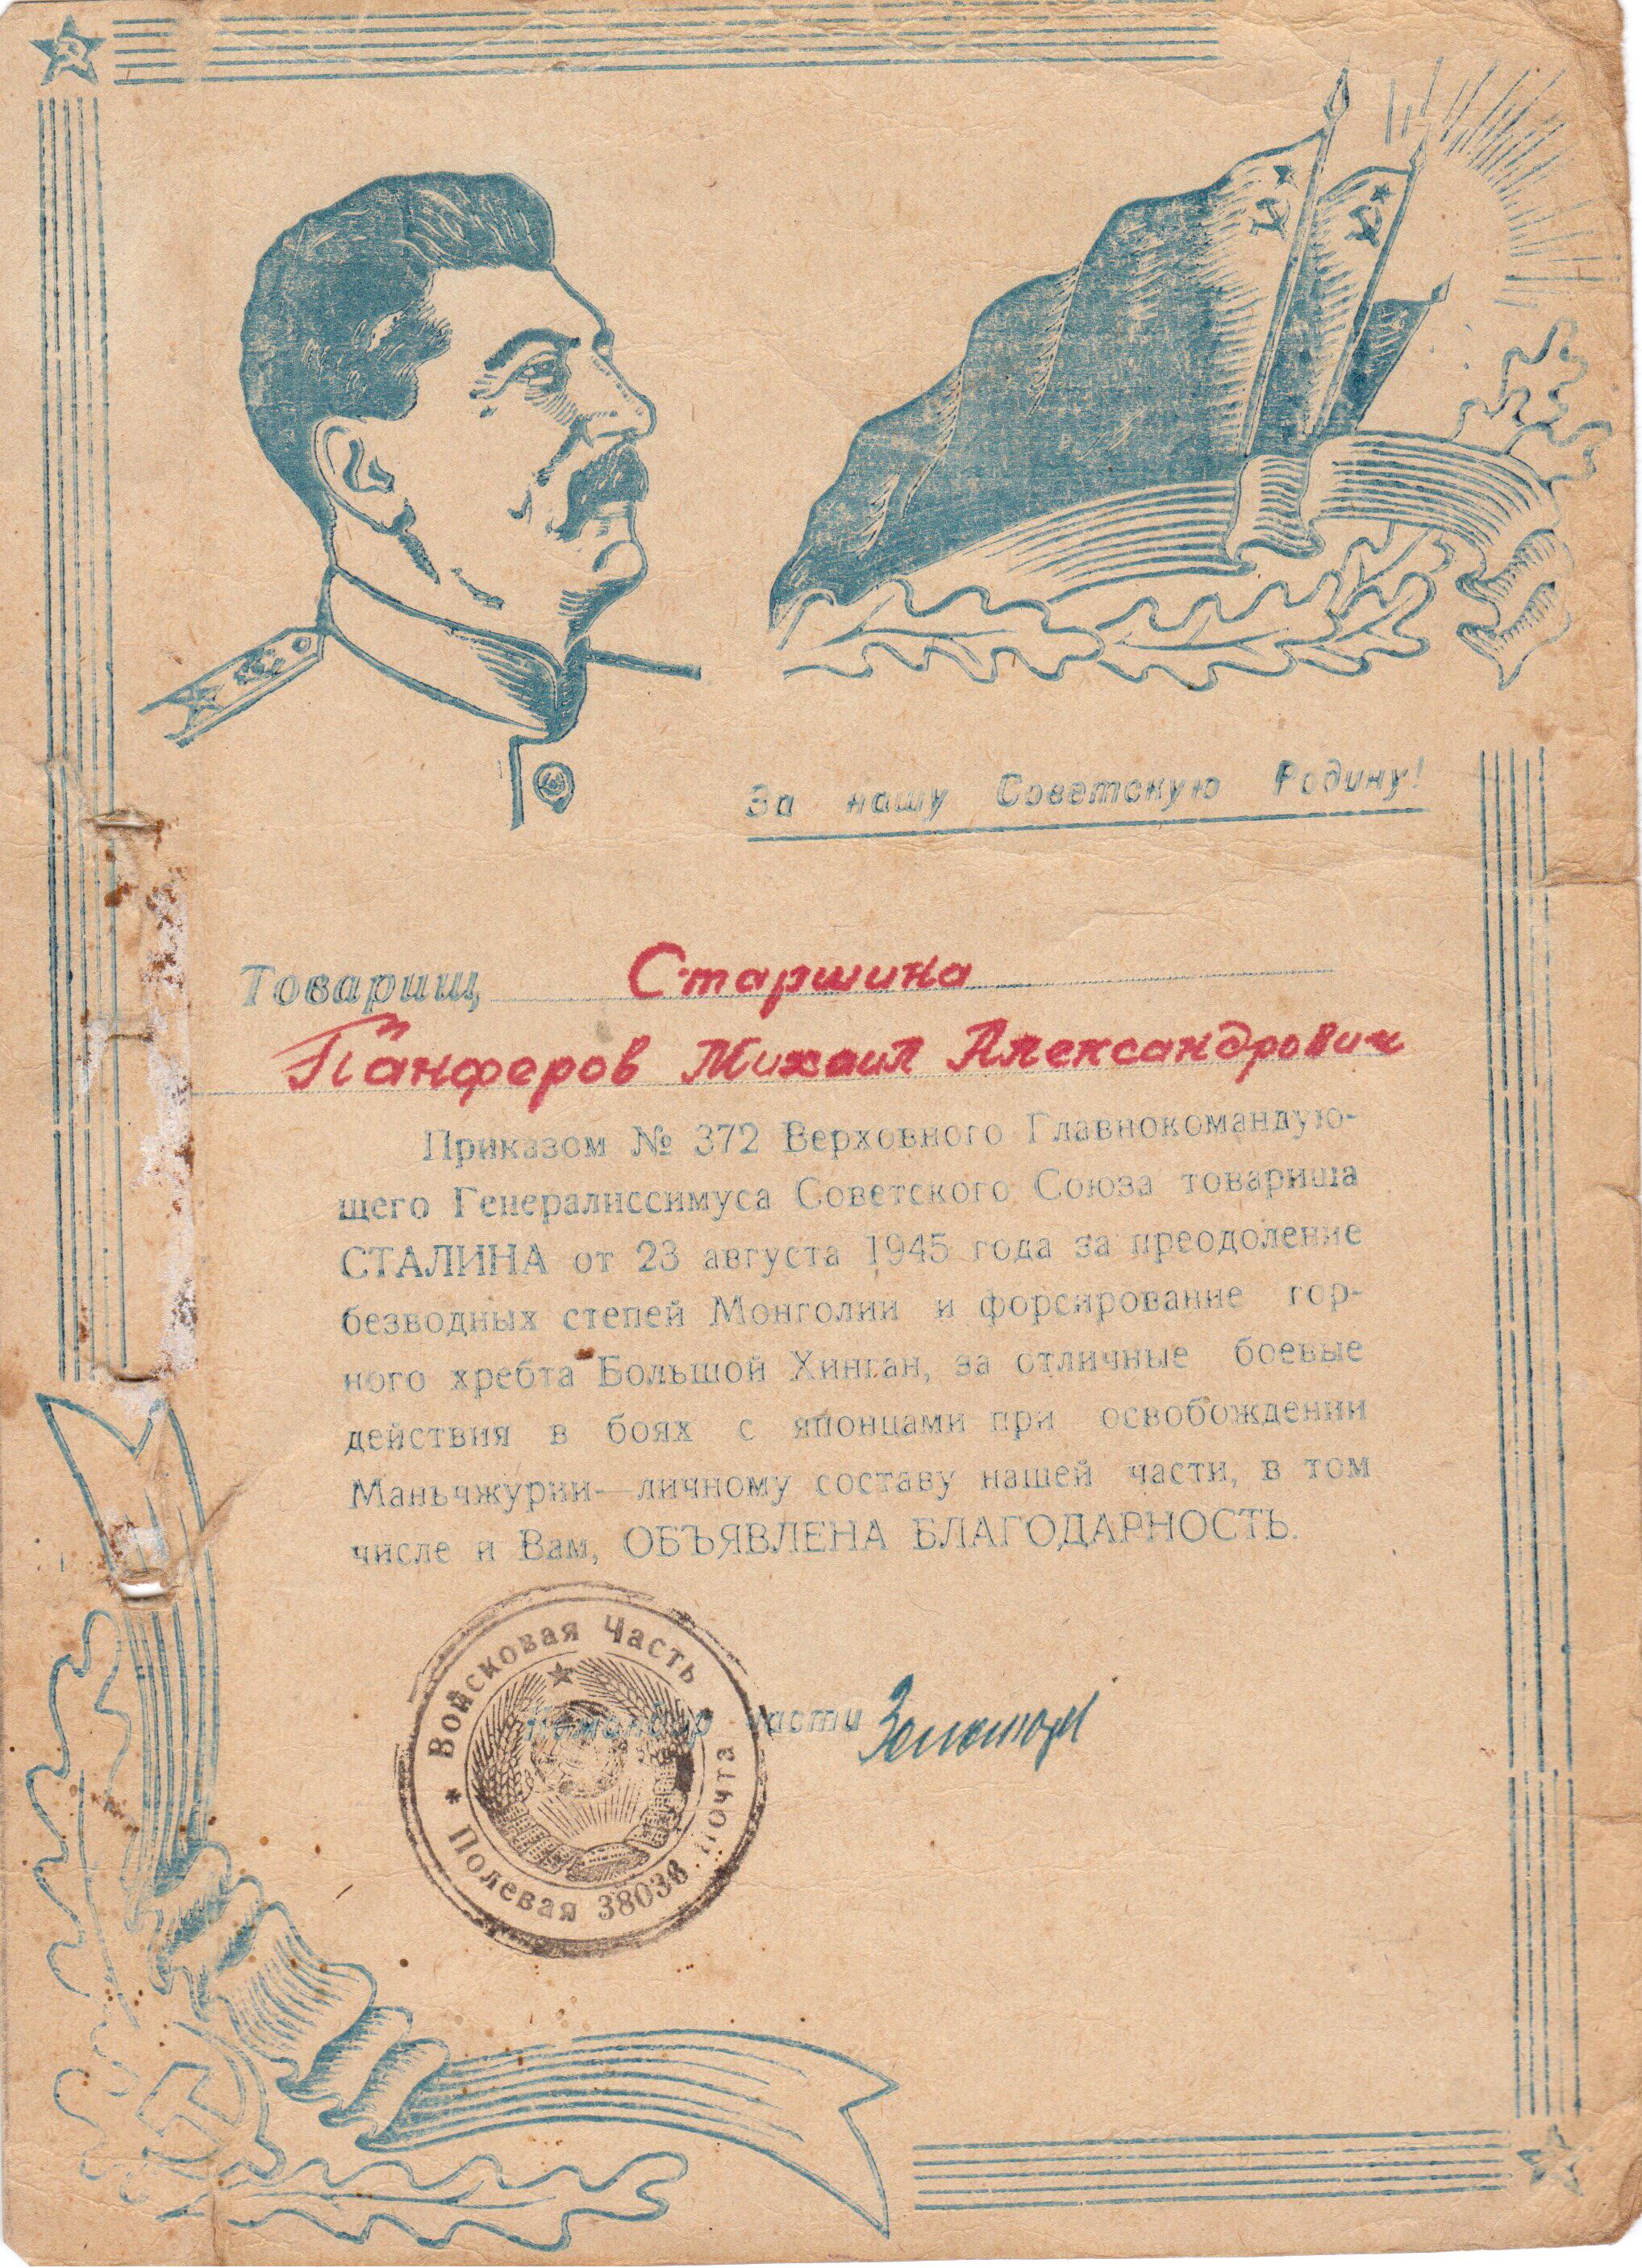 За нашу Советскую Родину!
Товарищ Старшина
Панферов Михаил Александрович
Приказом № 372 Верховного Главнокомандую-
щего Генералиссимуса Советского Союза товарища
СТАЛИНА от 23 августа 1945 года за преодоление
безводных степей Монголии и форсирование гор-
ного хребта Большой Хинган, за отличные боевые
действия в боях с японцами при освобождении
Маньчжурии—личному составу нашей части, в том
числе и Вам, ОБЪЯВЛЕНА БЛАГОДАРНОСТЬ.
Командир части
* Войсковая Часть *
Полевая Почта